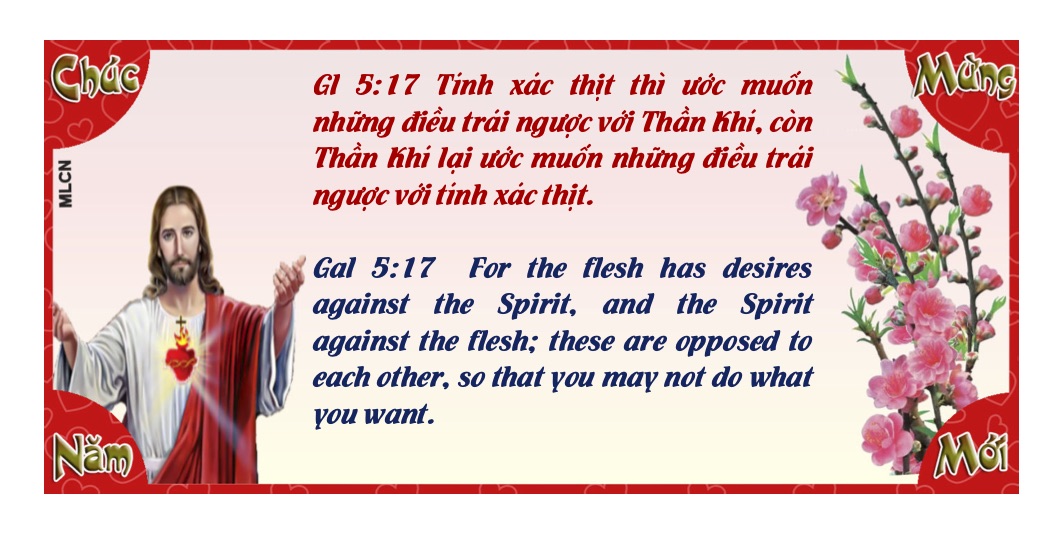 Chúc
Mừng
MLCN
Gl 5:17 Tính xác thịt thì ước muốn
những điều trái ngược với Thần Khí, còn
Thần Khí lại ước muốn những điều trái
ngược với tính xác thịt.
Gal 5:17 For the flesh has desires
against the Spirit, and the Spirit
against the flesh; these are opposed to
each other, so that you may not do what
you want.
Năm
Mới